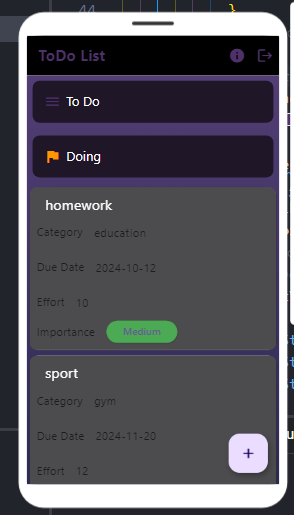 44 }
ToDo List
To Do
Doing
homework
Category education
Due Date 2024-10-12
Effort 10
Importance Medium
sport
Category gym
Due Date 2024-11-20
Effort 12
+